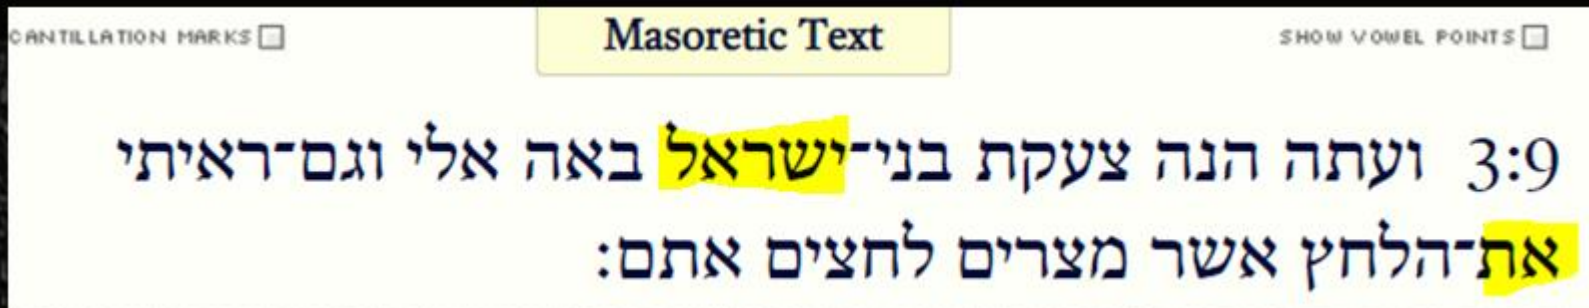 CANTILLATION MARKS
Masoretic Text
SHOW VOWEL POINTS
3:9 ועתה הנה צעקת בני־ישראל באה אלי וגם־ראיתי
את־הלחץ אשר מצרים לחצים אתם: